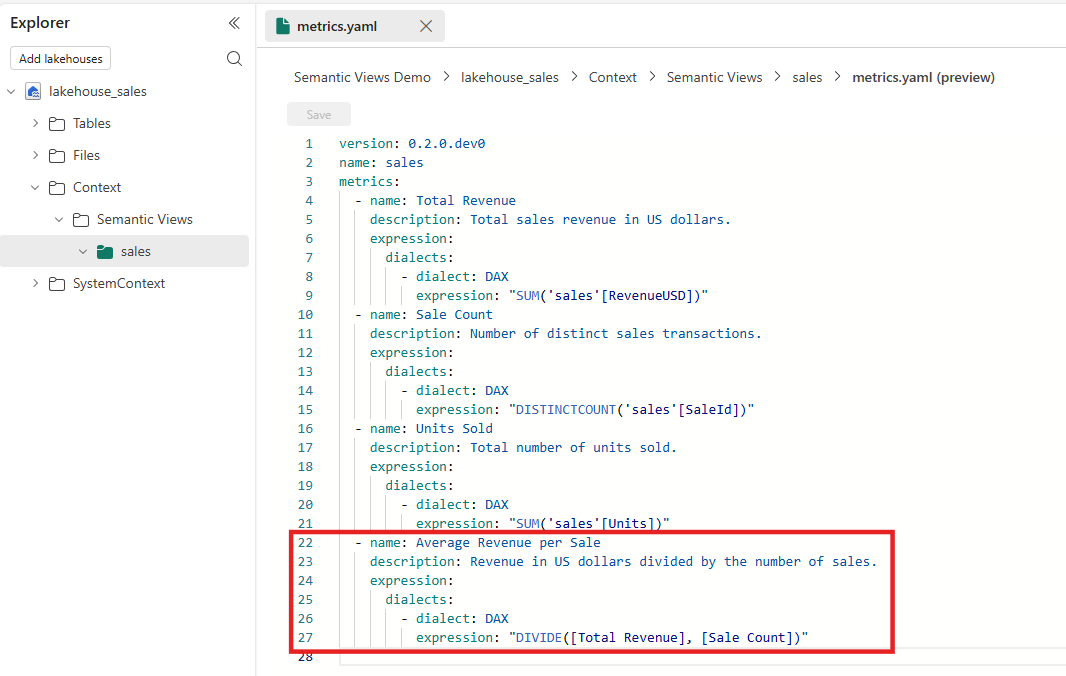 Explorer
Add lakehouses
lakehouse_sales
Tables
Files
Context
Semantic Views
sales
SystemContext
metrics.yaml
Semantic Views Demo > lakehouse_sales > Context > Semantic Views > sales > metrics.yaml (preview)
Save
1 version: 0.2.0.dev0
2 name: sales
3 metrics:
4   - name: Total Revenue
5     description: Total sales revenue in US dollars.
6     expression:
7       dialects:
8         - dialect: DAX
9           expression: "SUM('sales'[RevenueUSD])"
10   - name: Sale Count
11     description: Number of distinct sales transactions.
12     expression:
13       dialects:
14         - dialect: DAX
15           expression: "DISTINCTCOUNT('sales'[SaleId])"
16   - name: Units Sold
17     description: Total number of units sold.
18     expression:
19       dialects:
20         - dialect: DAX
21           expression: "SUM('sales'[Units])"
22   - name: Average Revenue per Sale
23     description: Revenue in US dollars divided by the number of sales.
24     expression:
25       dialects:
26         - dialect: DAX
27           expression: "DIVIDE([Total Revenue], [Sale Count])"
28